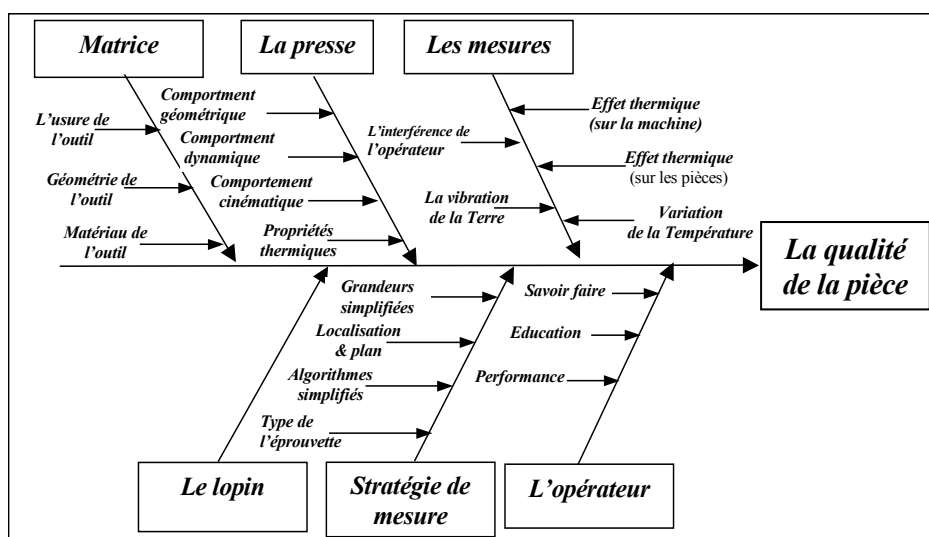 Matrice
La presse
Les mesures
L’usure de
l’outil
Géométrie de
l’outil
Matériau de
l’outil
Comportment
géométrique
Comportment
dynamique
Comportement
cinématique
Propriétés
thermiques
Effet thermique
(sur la machine)
L’interférence de
l’opérateur
Effet thermique
(sur les pièces)
La vibration
de la Terre
Variation
de la Température
La qualité
de la pièce
Grandeurs
simplifiées
Localisation
& plan
Algorithmes
simplifiés
Type de
l’éprouvette
Savoir faire
Education
Performance
Le lopin
Stratégie de
mesure
L’opérateur